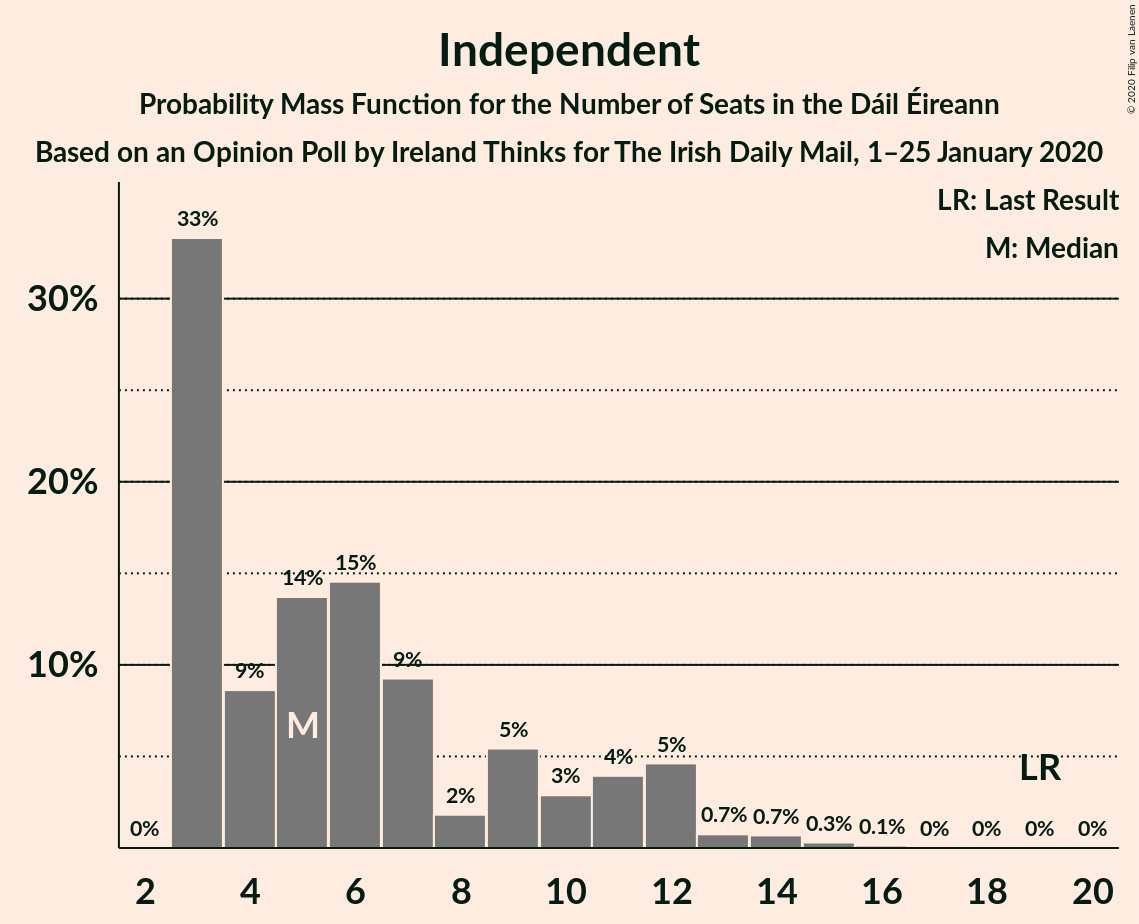 Independent
Probability Mass Function for the Number of Seats in the Dáil Éireann
Based on an Opinion Poll by Ireland Thinks for The Irish Daily Mail, 1–25 January 2020
© 2020 Filip van Laenen
LR: Last Result
M: Median
30%
20%
10%
0%
33%
9%
14%
15%
9%
2%
5%
3%
4%
5%
0.7%
0.7%
0.3%
0.1%
0%
0%
0%
0%
M
LR
2 4 6 8 10 12 14 16 18 20